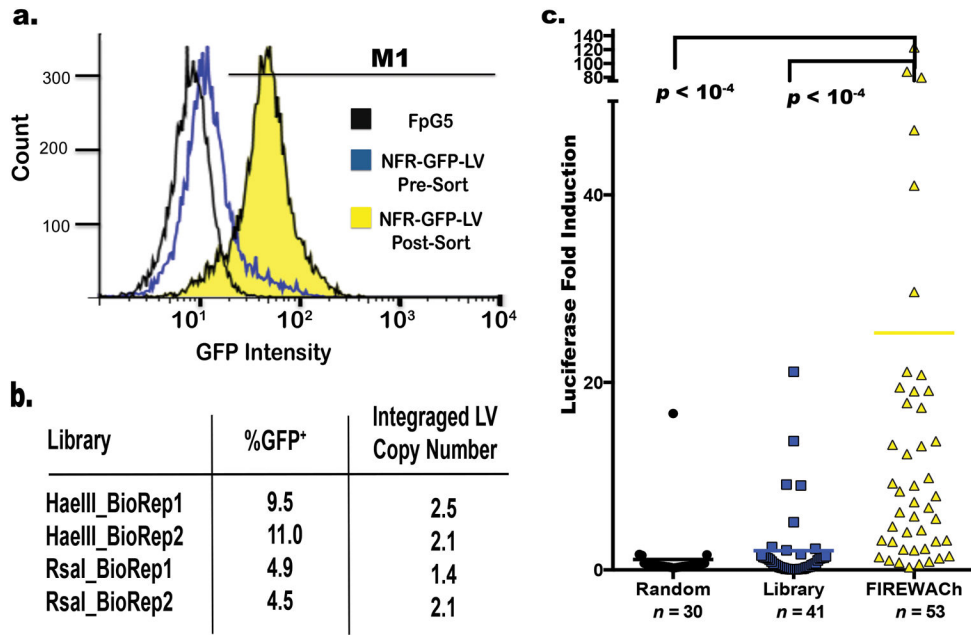 a.
M1
300
200
100
Count
FpG5
NFR-GFP-LV
Pre-Sort
NFR-GFP-LV
Post-Sort
10¹ 10² 10³ 10⁴
GFP Intensity
b.
Library %GFP⁺ Integraged LV
Copy Number
HaeIII_BioRep1 9.5 2.5
HaeIII_BioRep2 11.0 2.1
RsaI_BioRep1 4.9 1.4
RsaI_BioRep2 4.5 2.1
c.
140
120
100
80
40
20
0
Luciferase Fold Induction
p < 10⁻⁴
p < 10⁻⁴
Random Library FIREWACh
n = 30 n = 41 n = 53